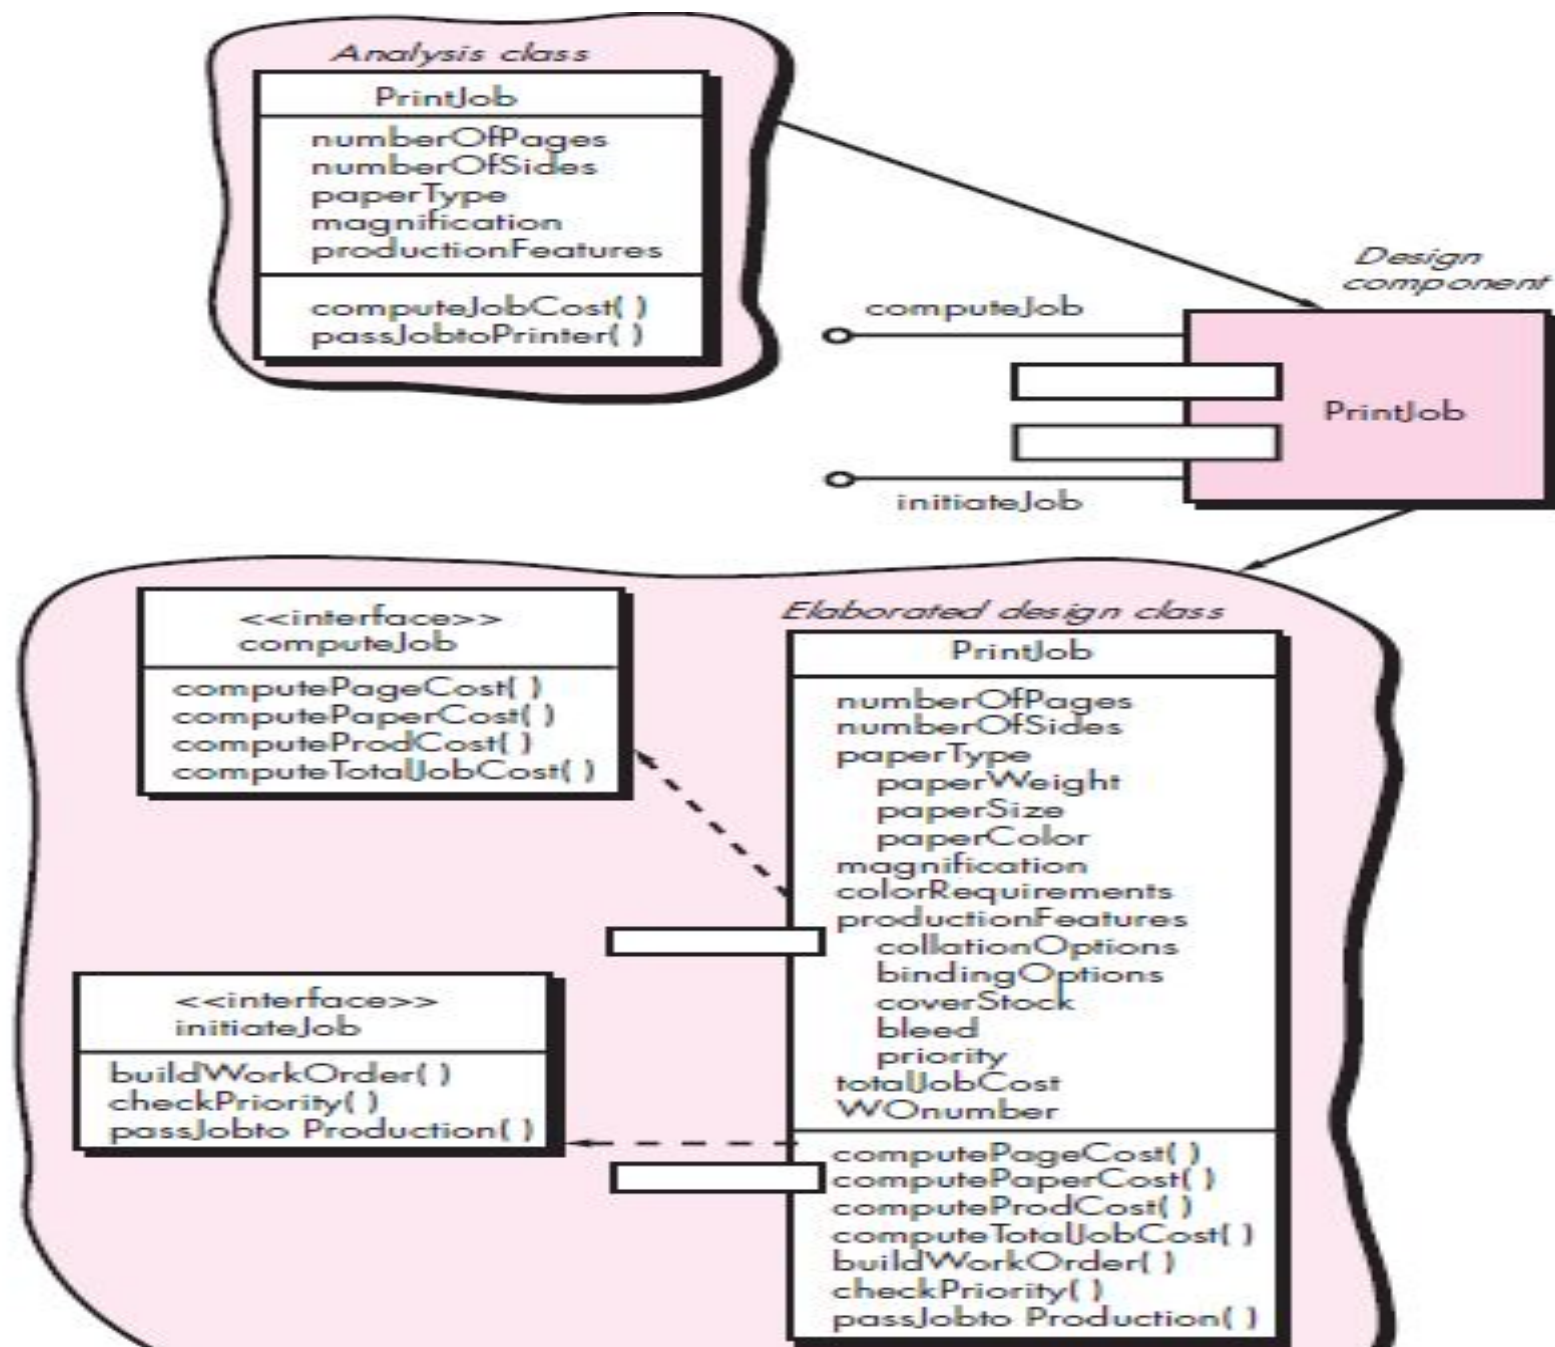 Analysis class
PrintJob
numberOfPages
numberOfSides
paperType
magnification
productionFeatures
computeJobCost( )
passJobtoPrinter( )
Design
component
computeJob
PrintJob
initiateJob
<<interface>>
computeJob
computePageCost( )
computePaperCost( )
computeProdCost( )
computeTotalJobCost( )
<<interface>>
initiateJob
buildWorkOrder( )
checkPriority( )
passJobto Production( )
Elaborated design class
PrintJob
numberOfPages
numberOfSides
paperType
paperWeight
paperSize
paperColor
magnification
colorRequirements
productionFeatures
collationOptions
bindingOptions
coverStock
bleed
priority
totalJobCost
WOnumber
computePageCost( )
computePaperCost( )
computeProdCost( )
computeTotalJobCost( )
buildWorkOrder( )
checkPriority( )
passJobto Production( )